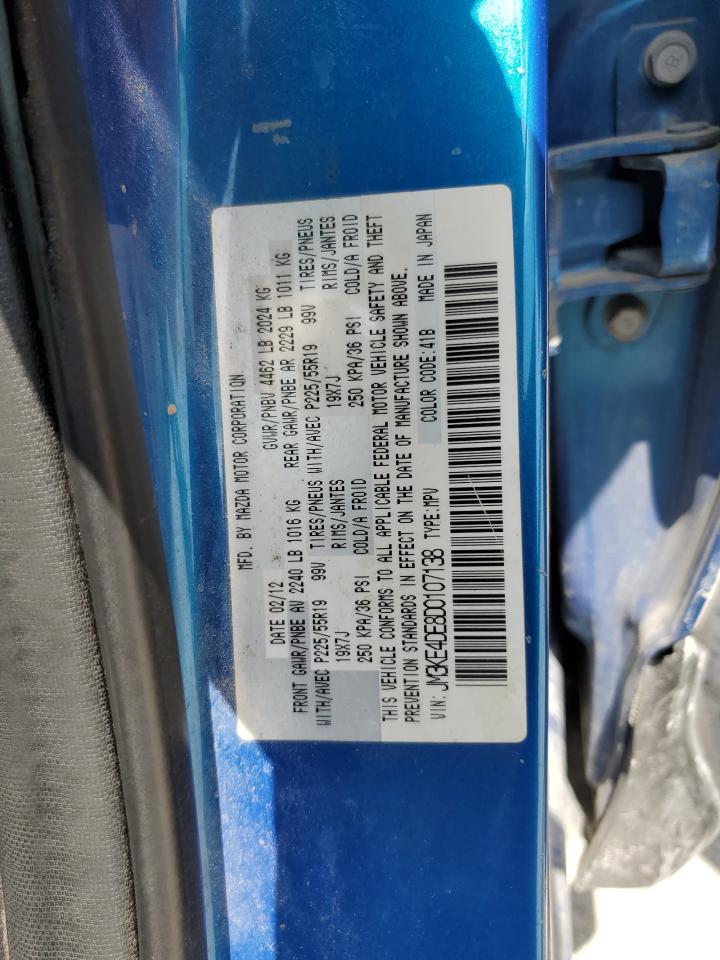 MFD. BY MAZDA MOTOR CORPORATION
DATE 02/12 GVWR/PNBV 4462 LB 2024 KG
FRONT GAWR/PNBE AV 2240 LB 1016 KG REAR GAWR/PNBE AR 2229 LB 1011 KG
WITH/AVEC P225/55R19 99V TIRES/PNEUS WITH/AVEC P225/55R19 99V TIRES/PNEUS
19X7J RIMS/JANTES 19X7J RIMS/JANTES
250 KPA/36 PSI COLD/A FROID 250 KPA/36 PSI COLD/A FROID
THIS VEHICLE CONFORMS TO ALL APPLICABLE FEDERAL MOTOR VEHICLE SAFETY AND THEFT
PREVENTION STANDARDS IN EFFECT ON THE DATE OF MANUFACTURE SHOWN ABOVE.
VIN: JM3KE4DE8D0107138 TYPE:MPV COLOR CODE:41B MADE IN JAPAN
8